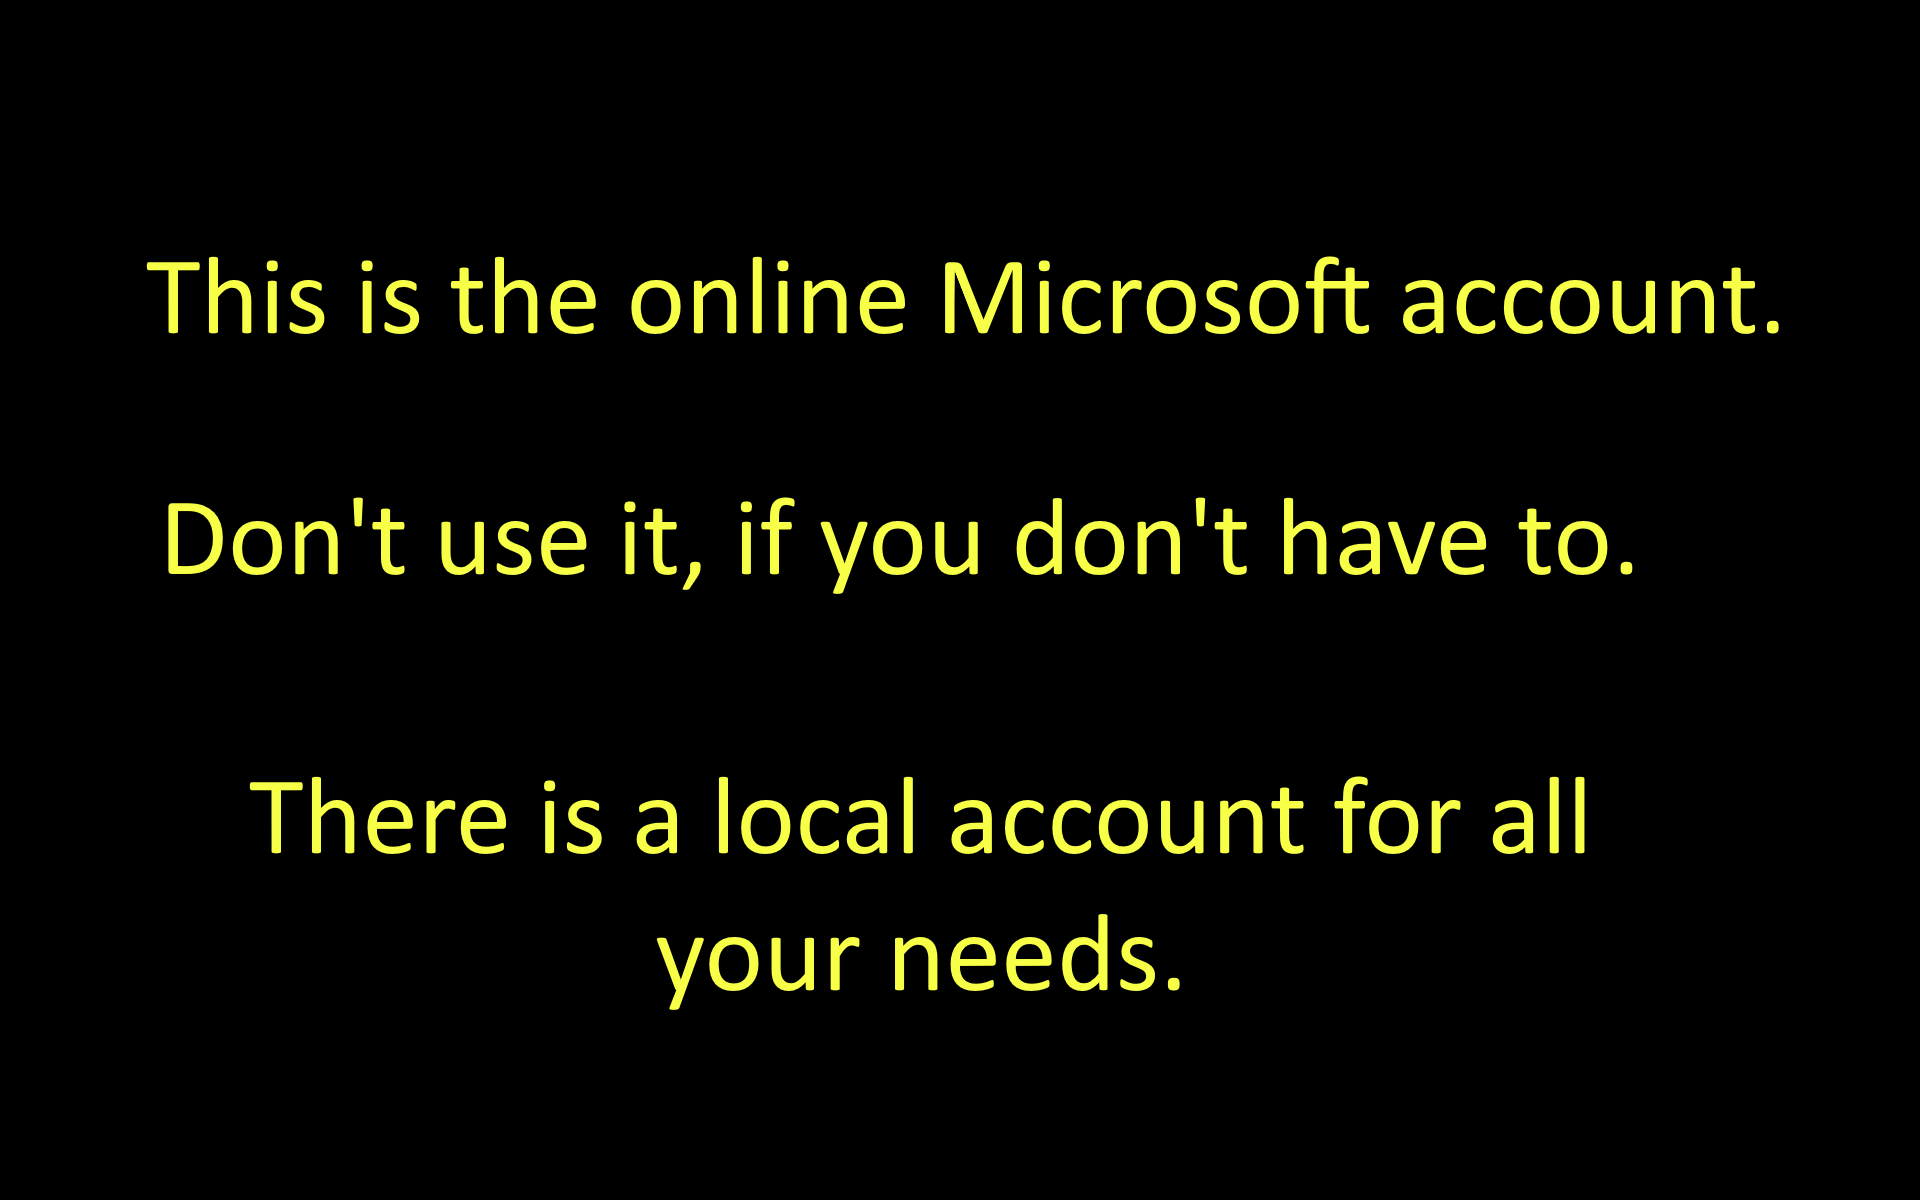 This is the online Microsoft account.
Don't use it, if you don't have to.
There is a local account for all
your needs.